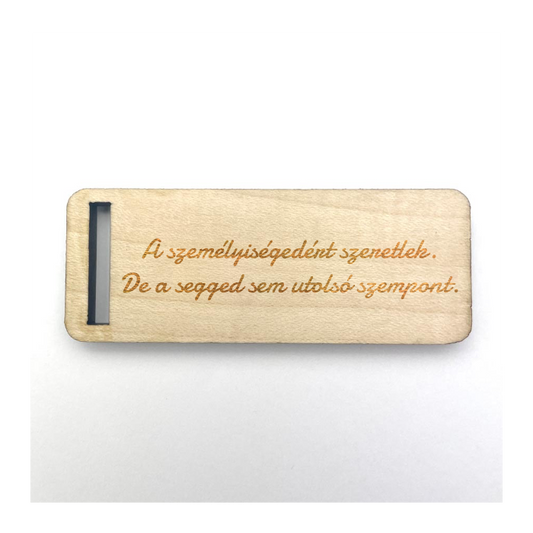 A személyiségedért szeretlek.
De a segged sem utolsó szempont.